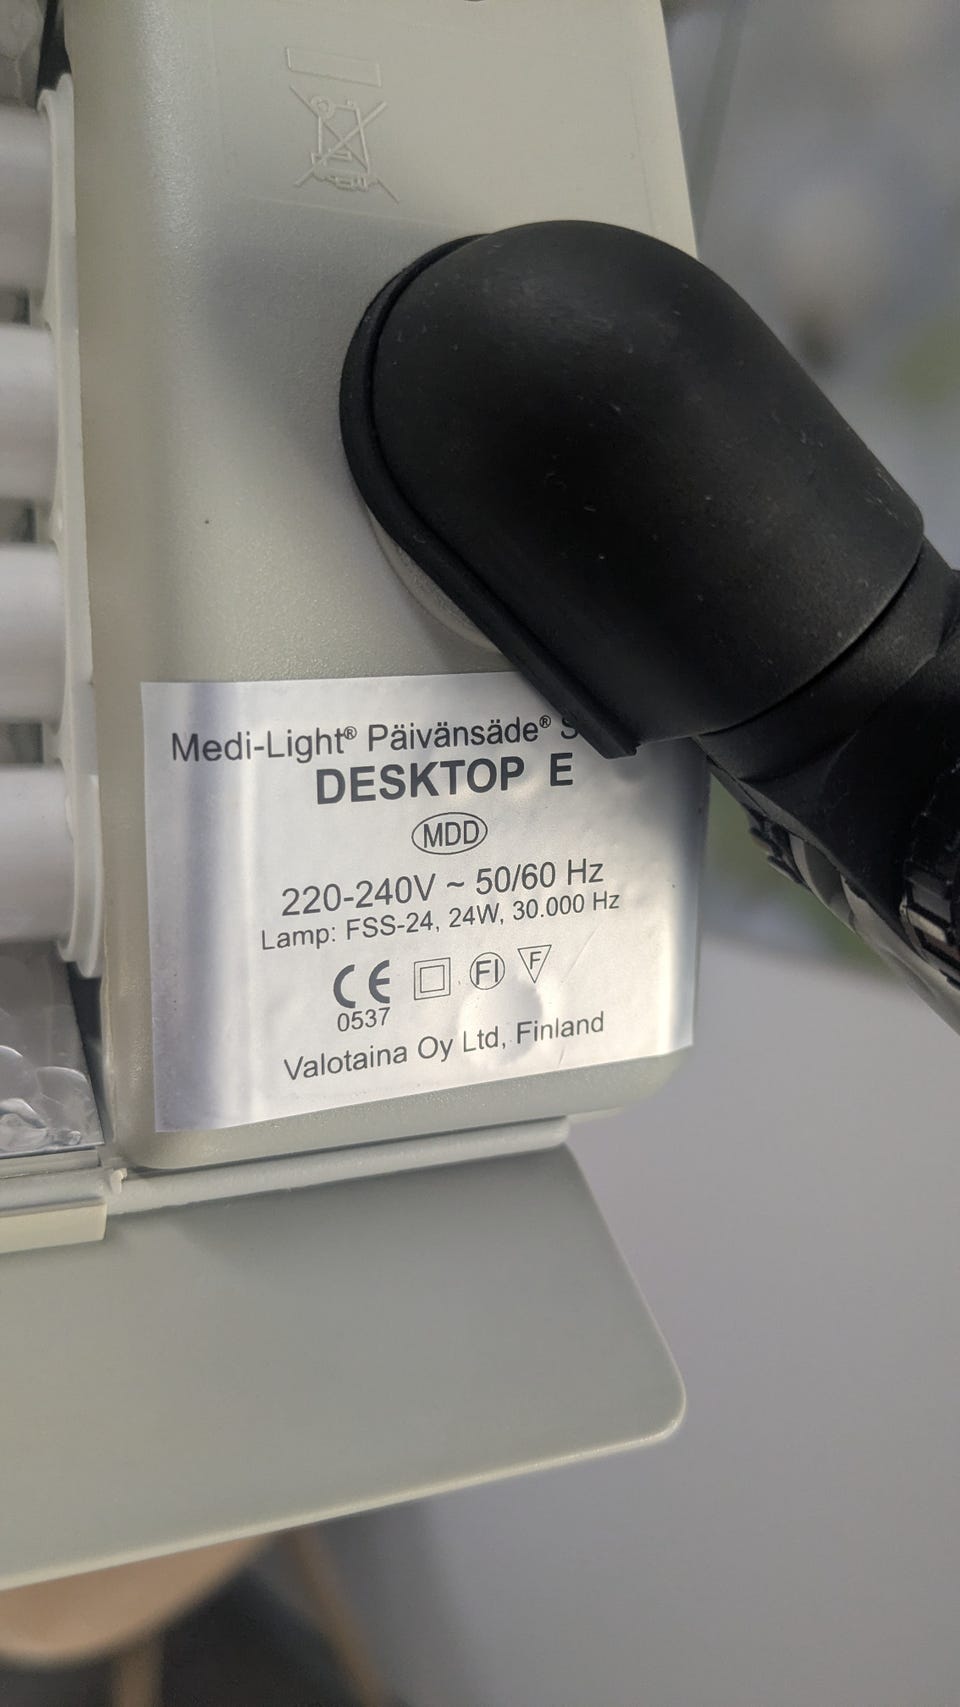 Medi-Light® Päivänsäde®
DESKTOP E
MDD
220-240V ~ 50/60 Hz
Lamp: FSS-24, 24W, 30.000 Hz
CE FI F
0537
Valotaina Oy Ltd, Finland